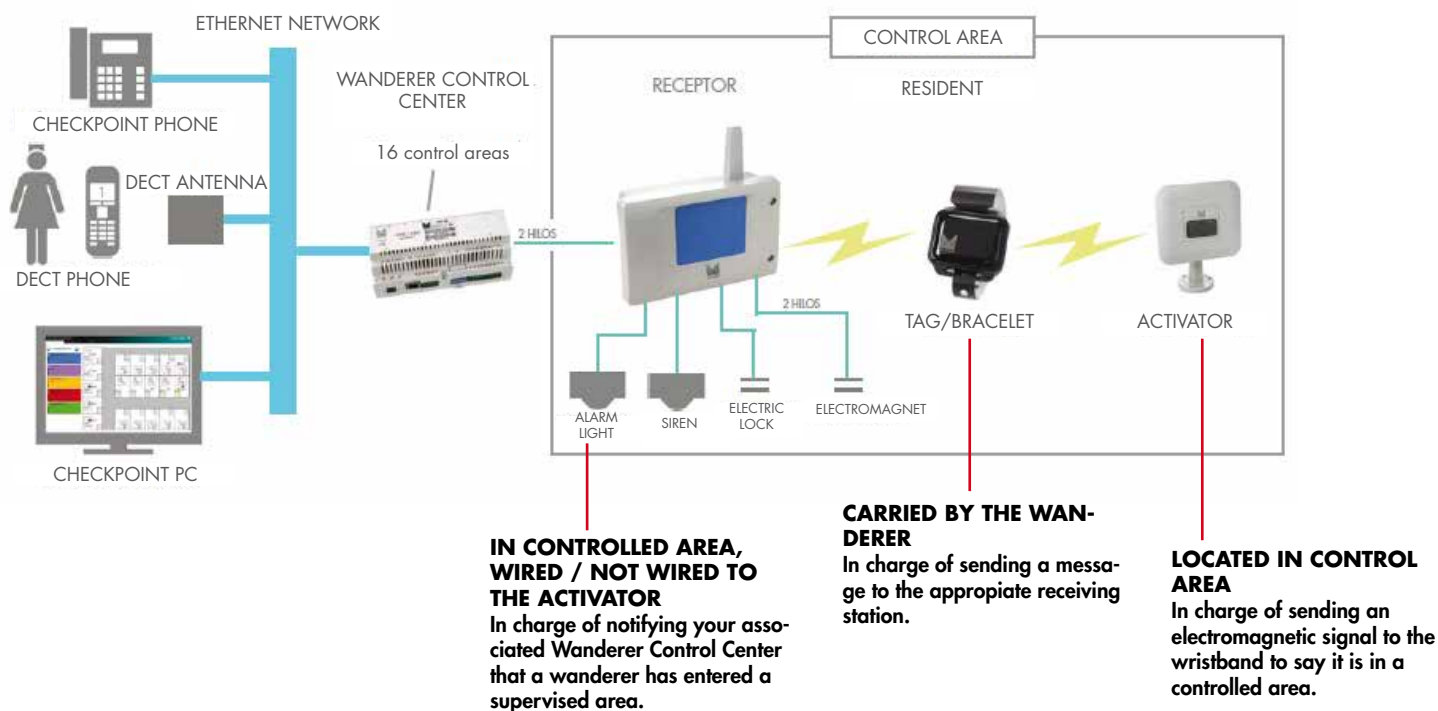 ETHERNET NETWORK
CHECKPOINT PHONE
DECT ANTENNA
1
DECT PHONE
CHECKPOINT PC
WANDERER CONTROL
CENTER
16 control areas
2 HILOS
CONTROL AREA
RECEPTOR
RESIDENT
2 HILOS
TAG/BRACELET
ACTIVATOR
ALARM
LIGHT
SIREN
ELECTRIC
LOCK
ELECTROMAGNET
IN CONTROLLED AREA,
WIRED / NOT WIRED TO
THE ACTIVATOR
In charge of notifying your asso-
ciated Wanderer Control Center
that a wanderer has entered a
supervised area.
CARRIED BY THE WAN-
DERER
In charge of sending a messa-
ge to the appropiate receiving
station.
LOCATED IN CONTROL
AREA
In charge of sending an
electromagnetic signal to the
wristband to say it is in a
controlled area.